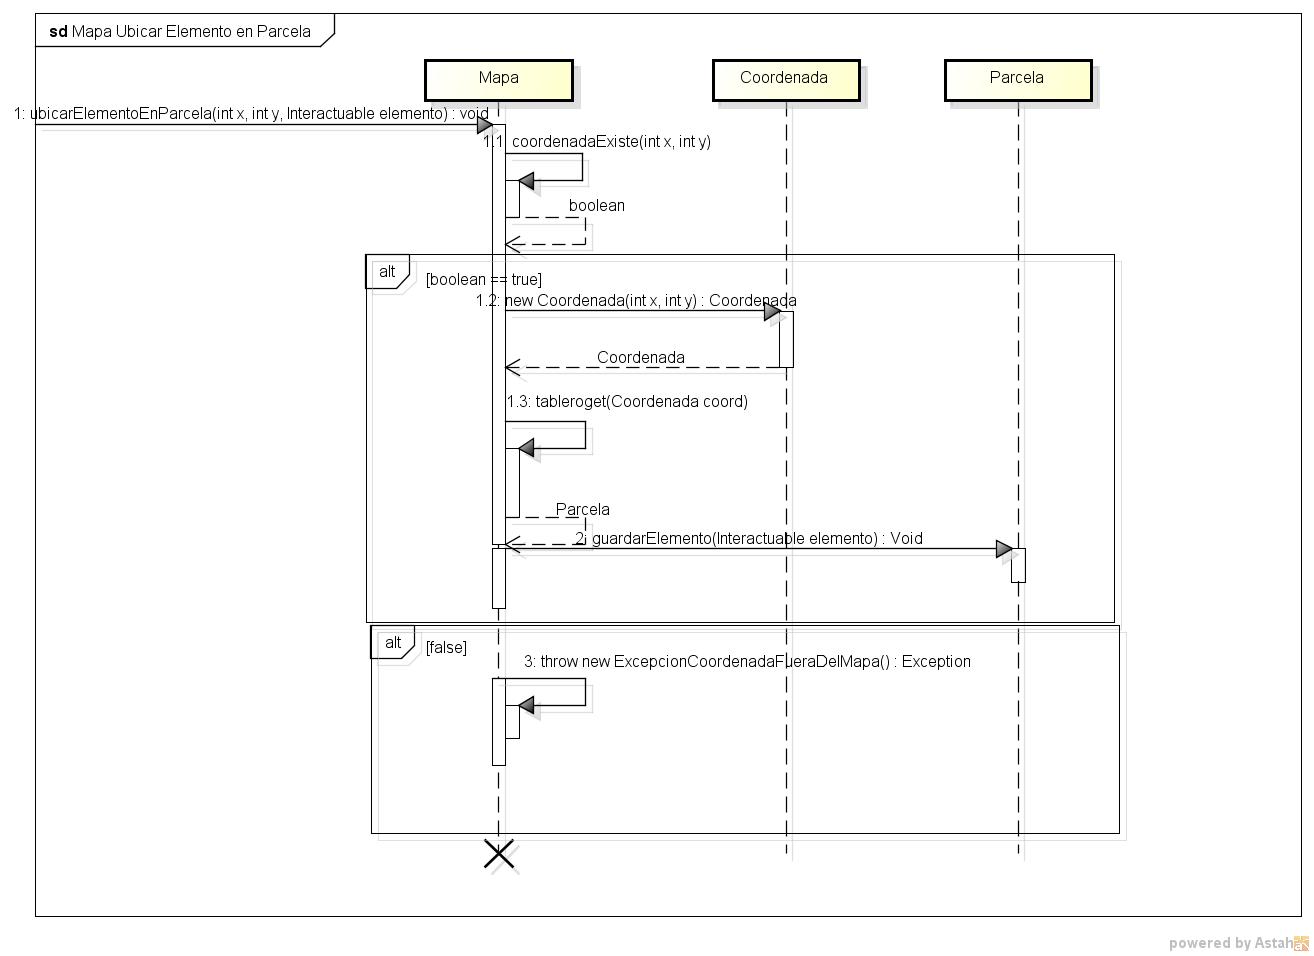 sd Mapa Ubicar Elemento en Parcela
Mapa
Coordenada
Parcela
1: ubicarElementoEnParcela(int x, int y, Interactuable elemento) : void
1.1: coordenadaExiste(int x, int y)
boolean
alt
[boolean == true]
1.2: new Coordenada(int x, int y) : Coordenada
Coordenada
1.3: tableroget(Coordenada coord)
Parcela
2: guardarElemento(Interactuable elemento) : Void
alt
[false]
3: throw new ExcepcionCoordenadaFueraDelMapa() : Exception
powered by Astah